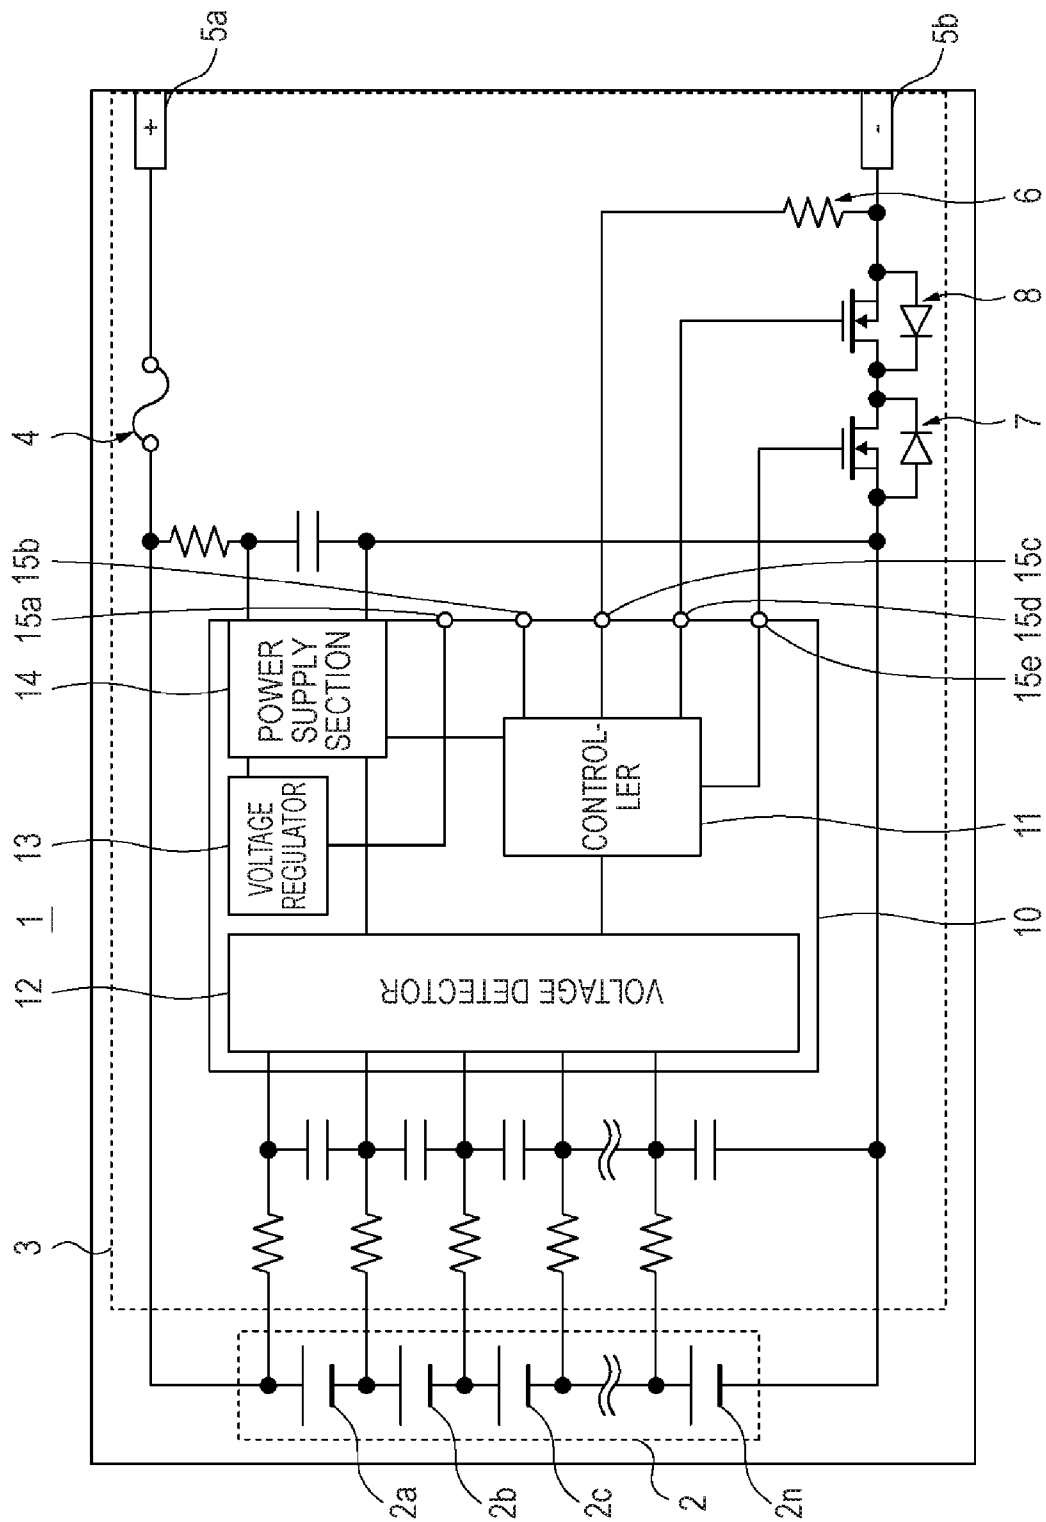 1
3
12
13
14
15a
15b
4
5a
+
-
5b
POWER
SUPPLY
SECTION
VOLTAGE
REGULATOR
CONTROL-
LER
VOLTAGE DETECTOR
2a
2b
2c
2
2n
10
11
15e
15d
15c
7
8
6